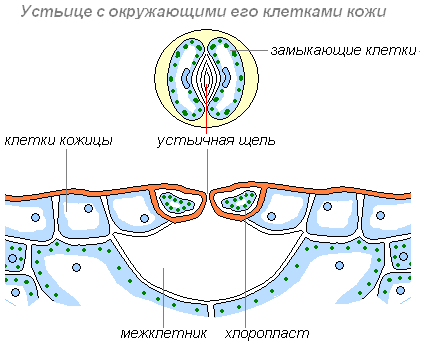 Устьице с окружающими его клетками кожи
замыкающие клетки
клетки кожицы
устьичная щель
межклетник
хлоропласт